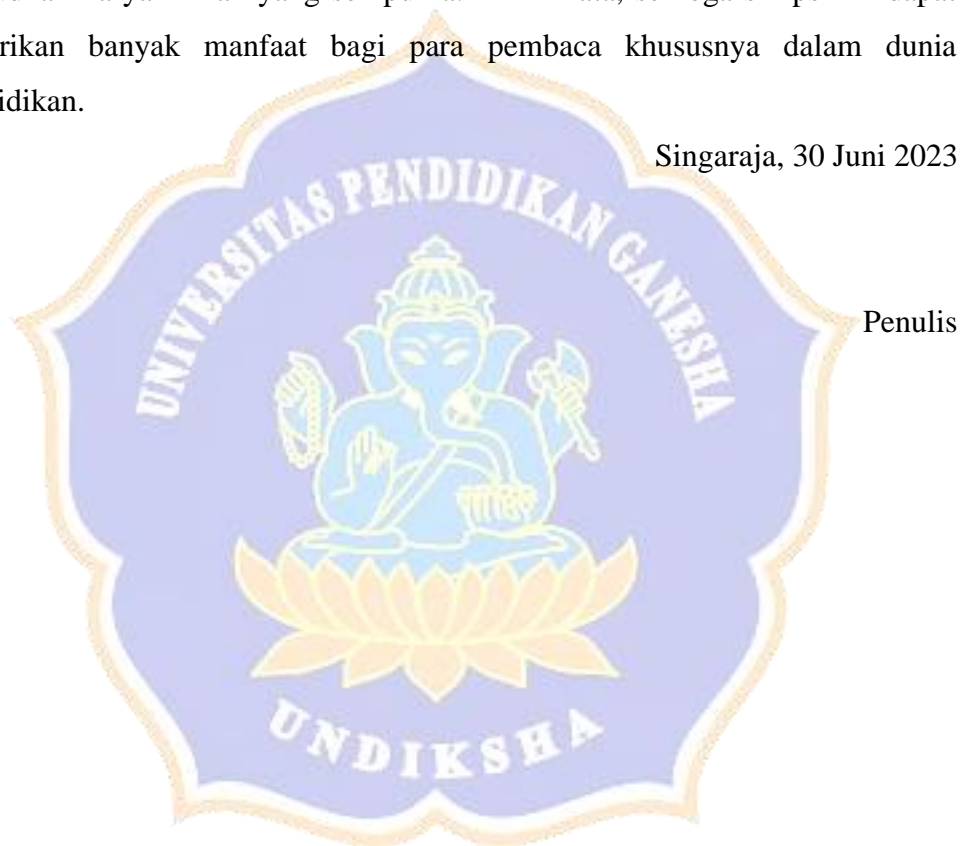 rikan banyak manfaat bagi para pembaca khususnya dalam dunia
idikan.
Singaraja, 30 Juni 2023
UNIVERSITAS PENDIDIKAN GANESHA
Penulis
UNDIKSHA